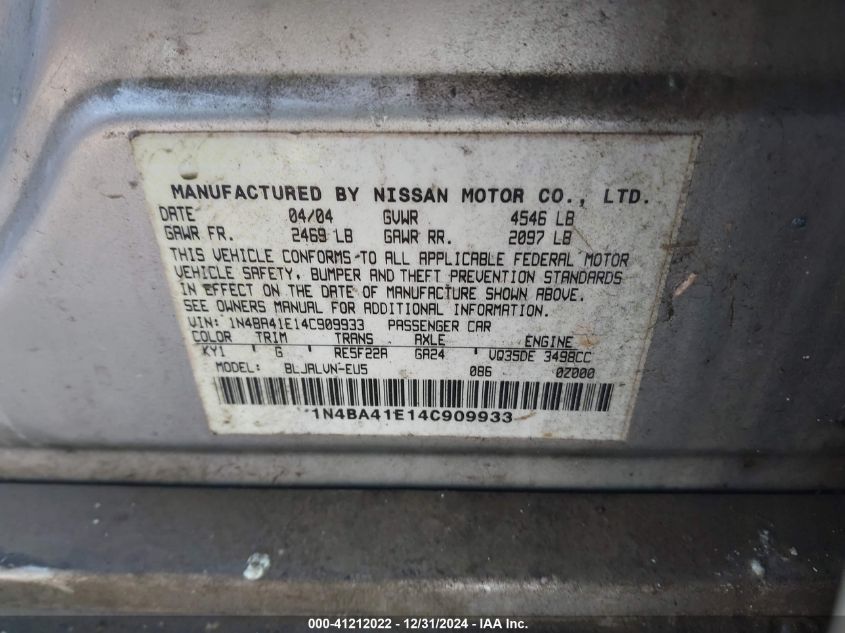 MANUFACTURED BY NISSAN MOTOR CO., LTD.
DATE 04/04 GVWR 4546 LB
GAWR FR. 2469 LB GAWR RR. 2097 LB
THIS VEHICLE CONFORMS TO ALL APPLICABLE FEDERAL MOTOR
VEHICLE SAFETY, BUMPER AND THEFT PREVENTION STANDARDS
IN EFFECT ON THE DATE OF MANUFACTURE SHOWN ABOVE.
SEE OWNERS MANUAL FOR ADDITIONAL INFORMATION.
VIN: 1N4BA41E14C909933 PASSENGER CAR
COLOR TRIM TRANS AXLE ENGINE
KY1 G RE5F22A GA24 VQ35DE 3498CC
MODEL: BLJALVN-EU5 086 0Z000
1N4BA41E14C909933
000-41212022 - 12/31/2024 - IAA Inc.